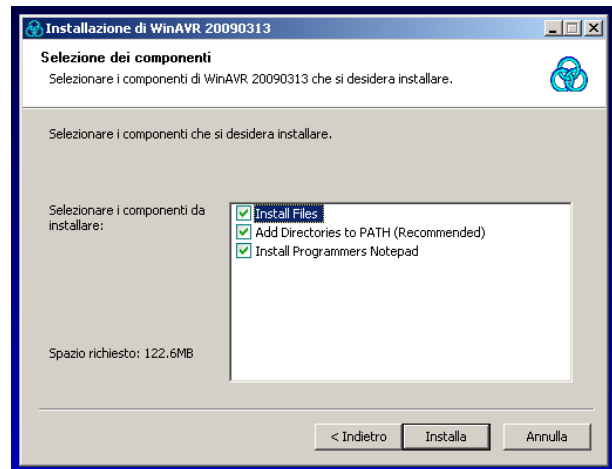 Installazione di WinAVR 20090313
Selezione dei componenti
Selezionare i componenti di WinAVR 20090313 che si desidera installare.
Selezionare i componenti che si desidera installare.
Selezionare i componenti da
installare:
Install Files
Add Directories to PATH (Recommended)
Install Programmers Notepad
Spazio richiesto: 122.6MB
< Indietro
Installa
Annulla